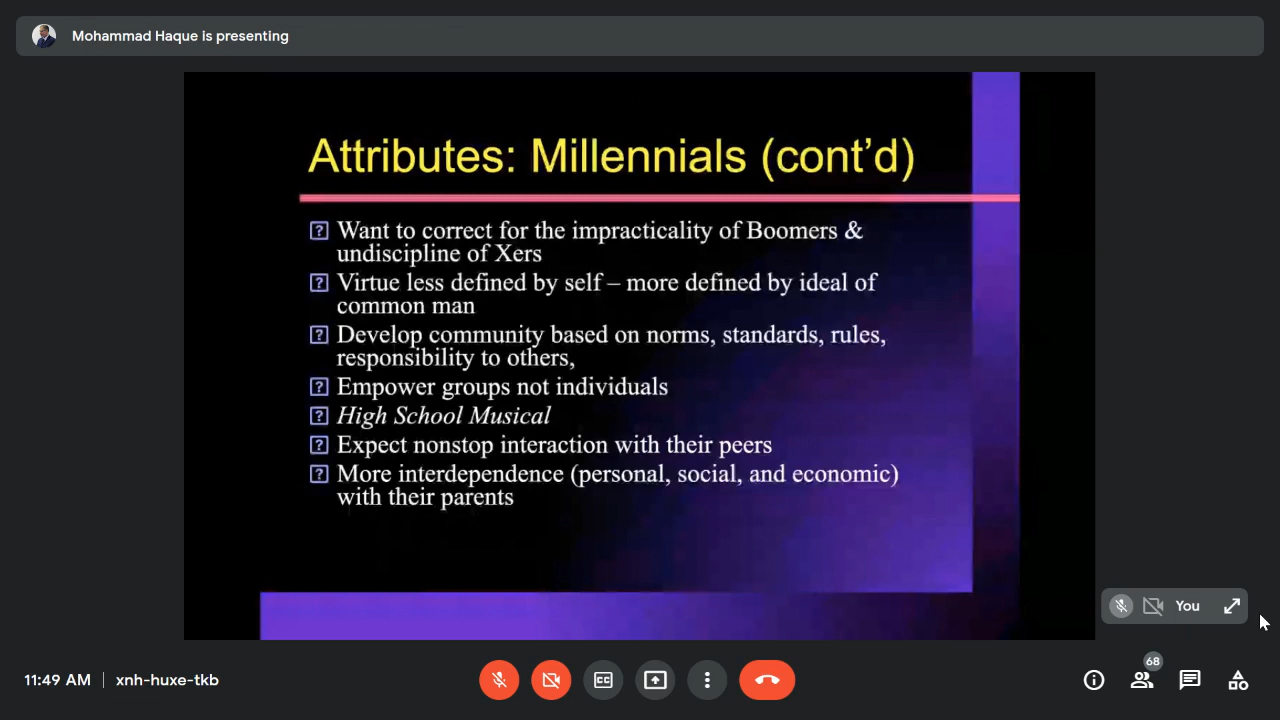 Mohammad Haque is presenting
Attributes: Millennials (cont’d)
Want to correct for the impracticality of Boomers &
undiscipline of Xers
Virtue less defined by self – more defined by ideal of
common man
Develop community based on norms, standards, rules,
responsibility to others,
Empower groups not individuals
High School Musical
Expect nonstop interaction with their peers
More interdependence (personal, social, and economic)
with their parents
You
68
11:49 AM | xnh-huxe-tkb